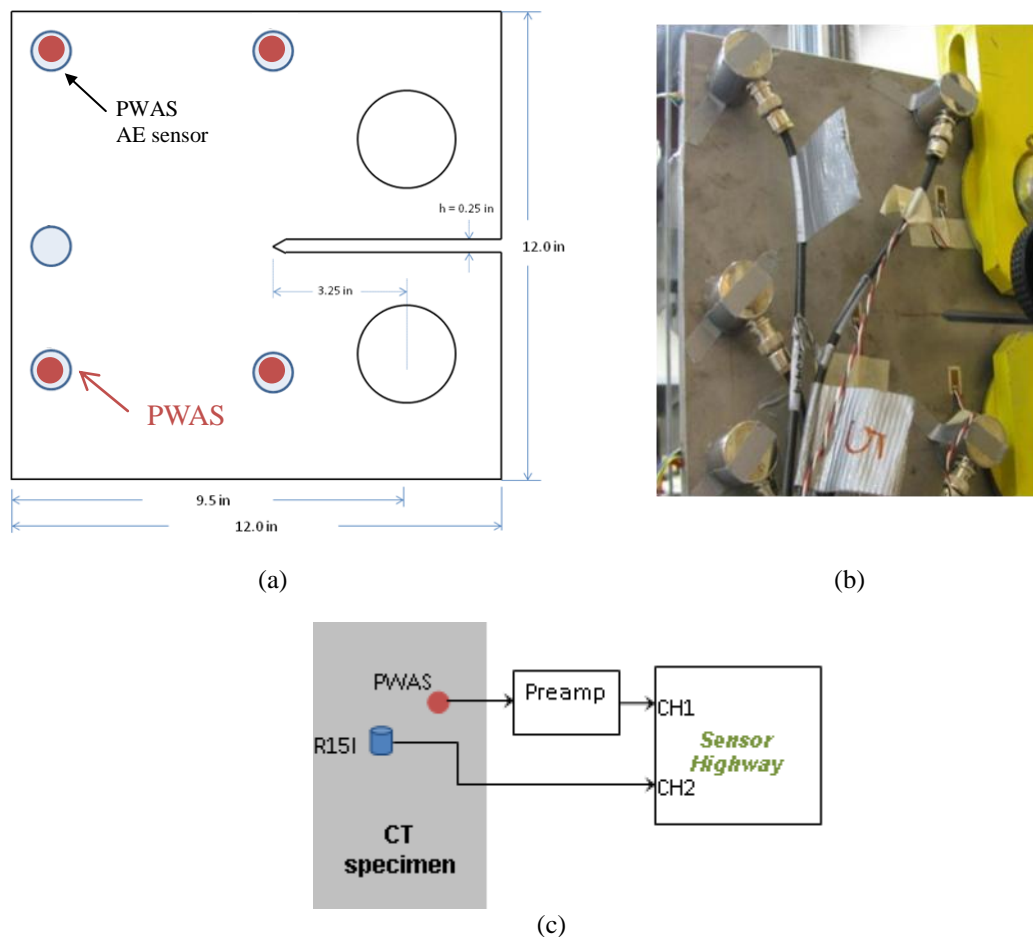 PWAS
AE sensor
h = 0.25 in
12.0 in
3.25 in
PWAS
9.5 in
12.0 in
(a)
5
(b)
PWAS
Preamp
CH1
R15I
Sensor
Highway
CH2
CT
specimen
(c)